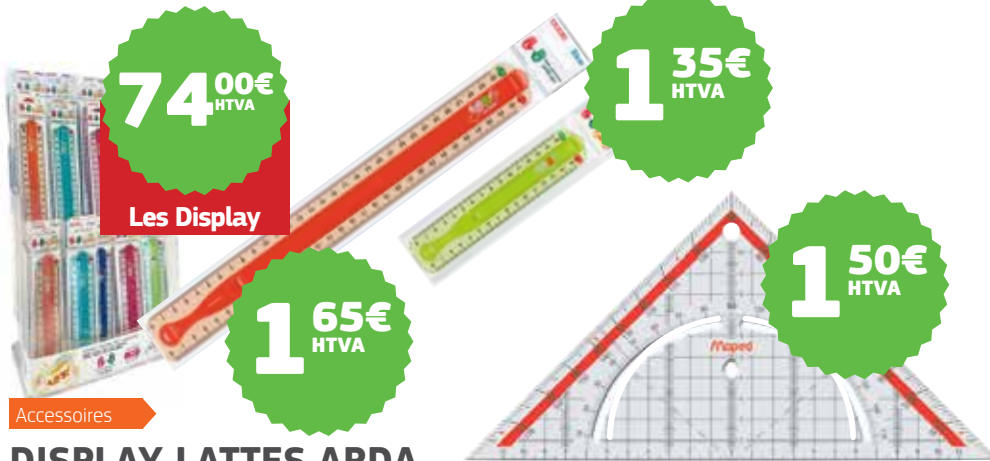 74 00€
HTVA
Les Display
1 35€
HTVA
1 65€
HTVA
1 50€
HTVA
Maped
Accessoires
DISPLAY LATTES ARDA